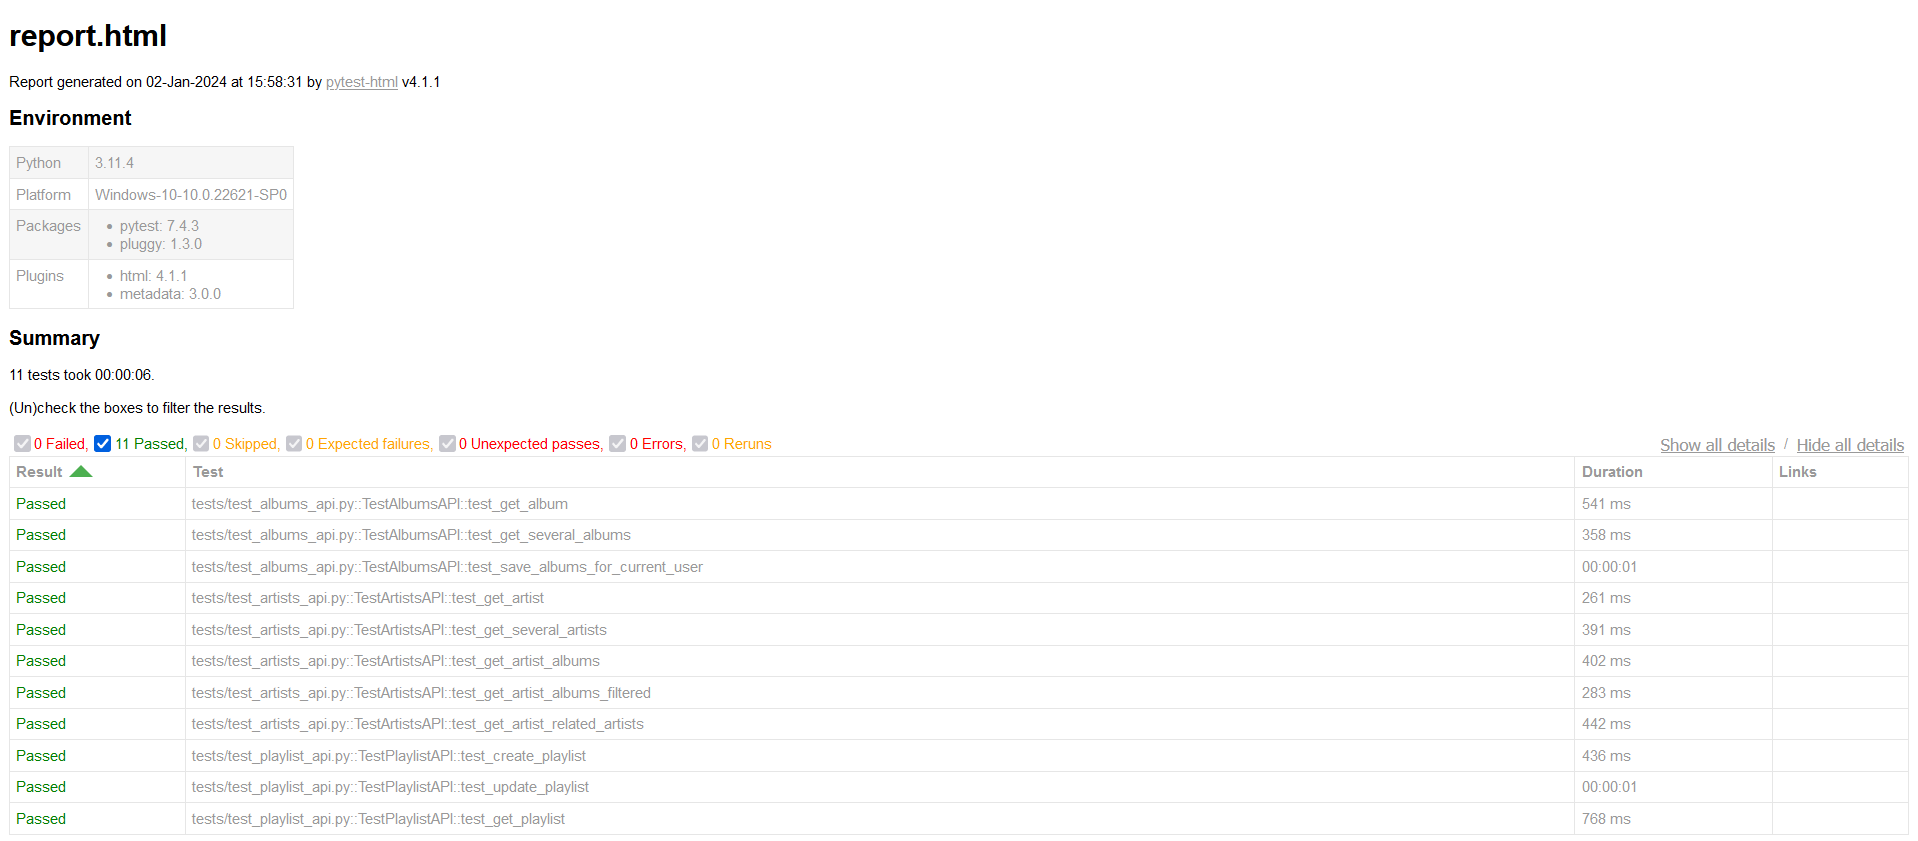 report.html
Report generated on 02-Jan-2024 at 15:58:31 by pytest-html v4.1.1
Environment
Python 3.11.4
Platform Windows-10-10.0.22621-SP0
Packages • pytest: 7.4.3
• pluggy: 1.3.0
Plugins • html: 4.1.1
• metadata: 3.0.0
Summary
11 tests took 00:00:06.
(Un)check the boxes to filter the results.
0 Failed, 11 Passed, 0 Skipped, 0 Expected failures, 0 Unexpected passes, 0 Errors, 0 Reruns Show all details / Hide all details
Result Test Duration Links
Passed tests/test_albums_api.py::TestAlbumsAPI::test_get_album 541 ms
Passed tests/test_albums_api.py::TestAlbumsAPI::test_get_several_albums 358 ms
Passed tests/test_albums_api.py::TestAlbumsAPI::test_save_albums_for_current_user 00:00:01
Passed tests/test_artists_api.py::TestArtistsAPI::test_get_artist 261 ms
Passed tests/test_artists_api.py::TestArtistsAPI::test_get_several_artists 391 ms
Passed tests/test_artists_api.py::TestArtistsAPI::test_get_artist_albums 402 ms
Passed tests/test_artists_api.py::TestArtistsAPI::test_get_artist_albums_filtered 283 ms
Passed tests/test_artists_api.py::TestArtistsAPI::test_get_artist_related_artists 442 ms
Passed tests/test_playlist_api.py::TestPlaylistAPI::test_create_playlist 436 ms
Passed tests/test_playlist_api.py::TestPlaylistAPI::test_update_playlist 00:00:01
Passed tests/test_playlist_api.py::TestPlaylistAPI::test_get_playlist 768 ms